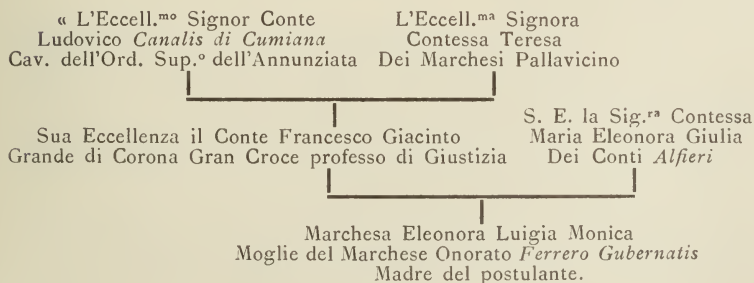 « L'Eccell.ᵐᵒ Signor Conte
Ludovico Canalis di Cumiana
Cav. dell'Ord. Sup.º dell'Annunziata
L'Eccell.ᵐᵃ Signora
Contessa Teresa
Dei Marchesi Pallavicino
Sua Eccellenza il Conte Francesco Giacinto
Grande di Corona Gran Croce professo di Giustizia
S. E. la Sig.ʳᵃ Contessa
Maria Eleonora Giulia
Dei Conti Alfieri
Marchesa Eleonora Luigia Monica
Moglie del Marchese Onorato Ferrero Gubernatis
Madre del postulante.